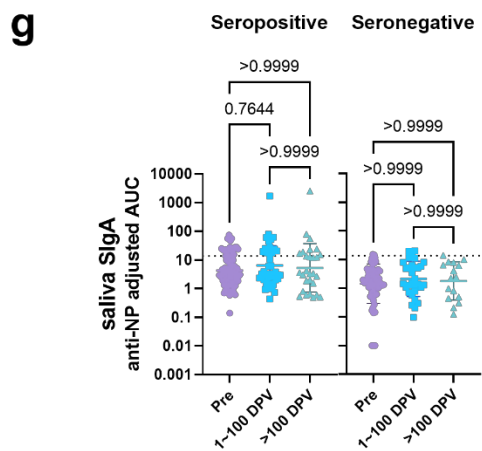 g
Seropositive Seronegative
>0.9999
0.7644
>0.9999
>0.9999
>0.9999
>0.9999
saliva SIgA
anti-NP adjusted AUC
10000
1000
100
10
1
0.1
0.01
0.001
Pre
1~100 DPV
>100 DPV
Pre
1~100 DPV
>100 DPV